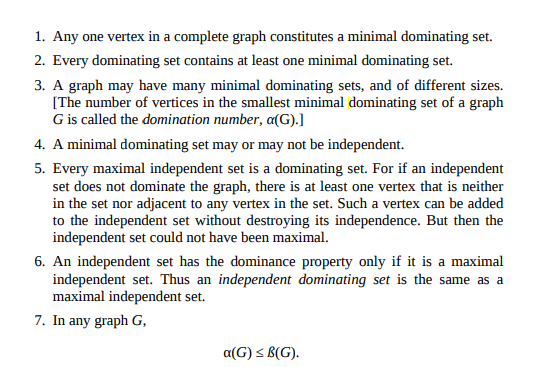 1. Any one vertex in a complete graph constitutes a minimal dominating set.
2. Every dominating set contains at least one minimal dominating set.
3. A graph may have many minimal dominating sets, and of different sizes.
[The number of vertices in the smallest minimal dominating set of a graph
G is called the domination number, α(G).]
4. A minimal dominating set may or may not be independent.
5. Every maximal independent set is a dominating set. For if an independent
set does not dominate the graph, there is at least one vertex that is neither
in the set nor adjacent to any vertex in the set. Such a vertex can be added
to the independent set without destroying its independence. But then the
independent set could not have been maximal.
6. An independent set has the dominance property only if it is a maximal
independent set. Thus an independent dominating set is the same as a
maximal independent set.
7. In any graph G,
α(G) ≤ ß(G).